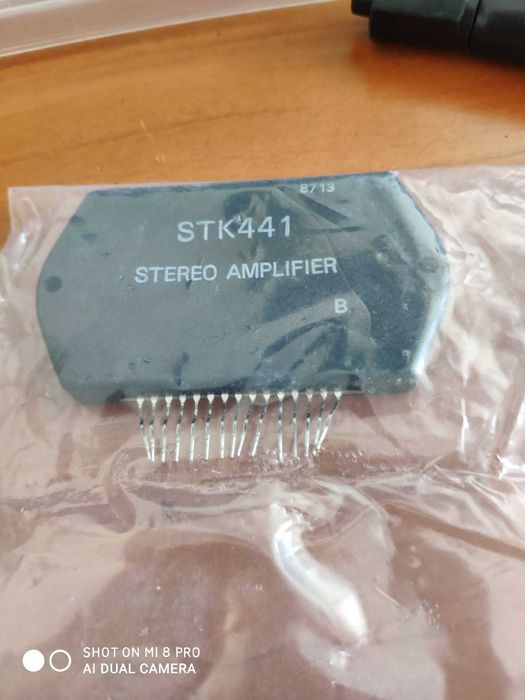 8713
STK441
STEREO AMPLIFIER
B
SHOT ON MI 8 PRO
AI DUAL CAMERA